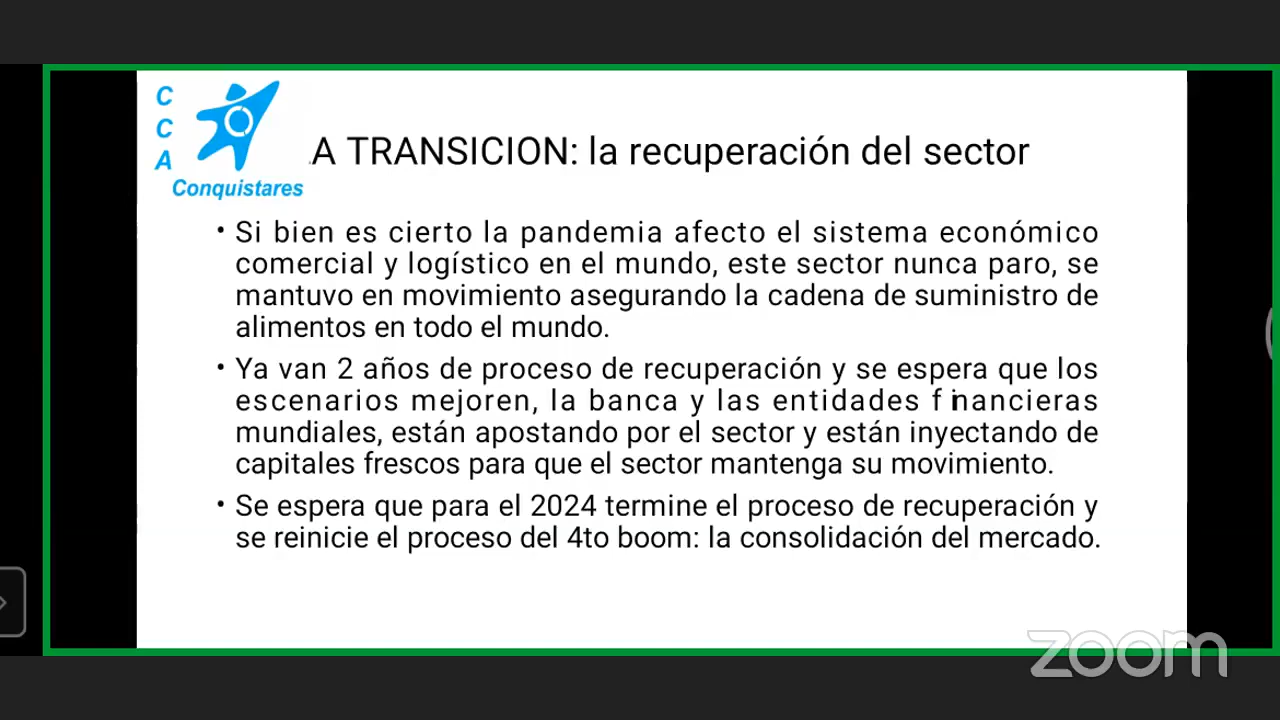 C
C
A
Conquistares
A TRANSICION: la recuperación del sector
• Si bien es cierto la pandemia afecto el sistema económico
comercial y logístico en el mundo, este sector nunca paro, se
mantuvo en movimiento asegurando la cadena de suministro de
alimentos en todo el mundo.
• Ya van 2 años de proceso de recuperación y se espera que los
escenarios mejoren, la banca y las entidades financieras
mundiales, están apostando por el sector y están inyectando de
capitales frescos para que el sector mantenga su movimiento.
• Se espera que para el 2024 termine el proceso de recuperación y
se reinicie el proceso del 4to boom: la consolidación del mercado.
zoom